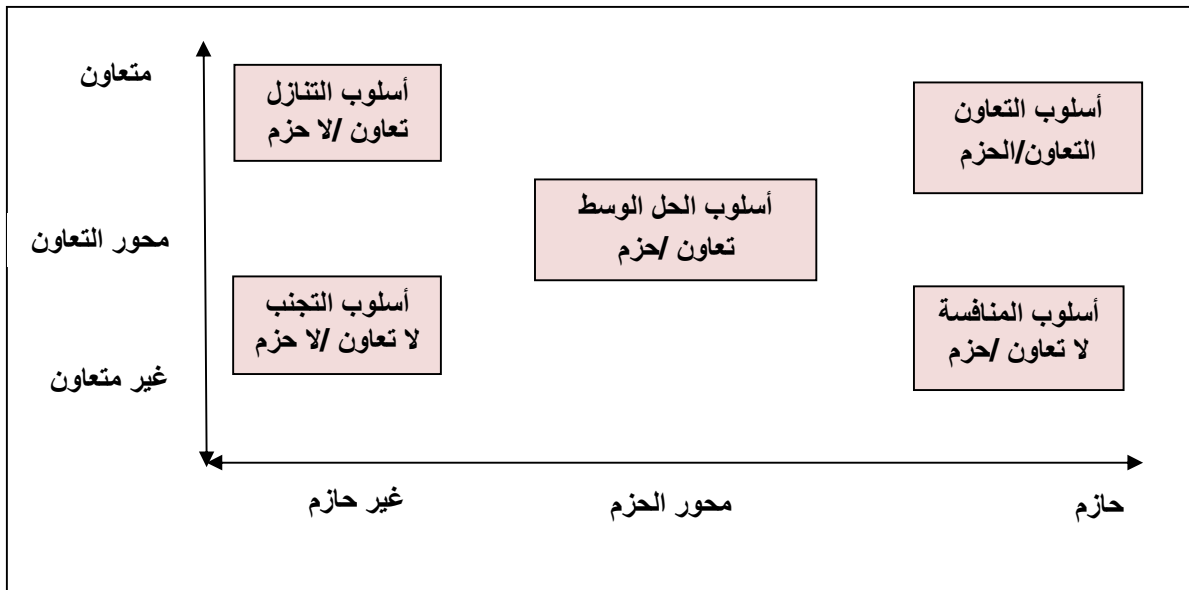 متعاون
أسلوب التنازل
تعاون /لا حزم
أسلوب التعاون
التعاون/الحزم
أسلوب الحل الوسط
تعاون /حزم
محور التعاون
أسلوب التجنب
لا تعاون /لا حزم
أسلوب المنافسة
لا تعاون /حزم
غير متعاون
حازم
محور الحزم
غير حازم